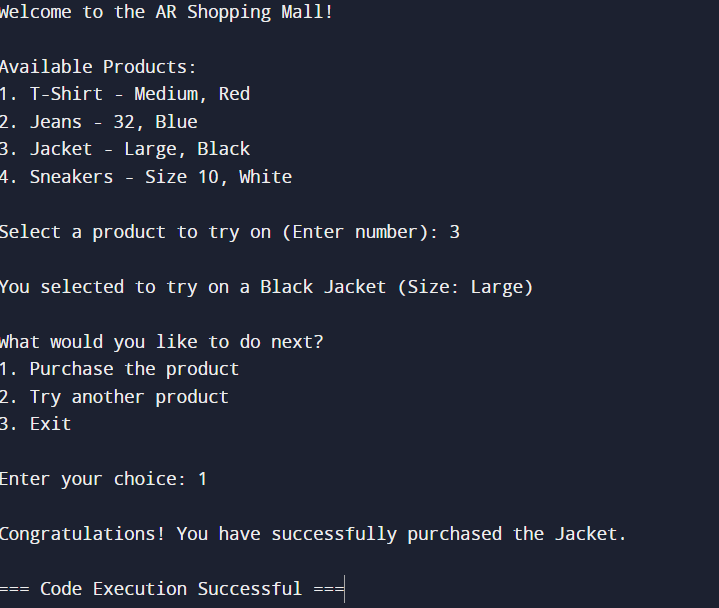 Welcome to the AR Shopping Mall!
Available Products:
1. T-Shirt - Medium, Red
2. Jeans - 32, Blue
3. Jacket - Large, Black
4. Sneakers - Size 10, White
Select a product to try on (Enter number): 3
You selected to try on a Black Jacket (Size: Large)
What would you like to do next?
1. Purchase the product
2. Try another product
3. Exit
Enter your choice: 1
Congratulations! You have successfully purchased the Jacket.
=== Code Execution Successful ===